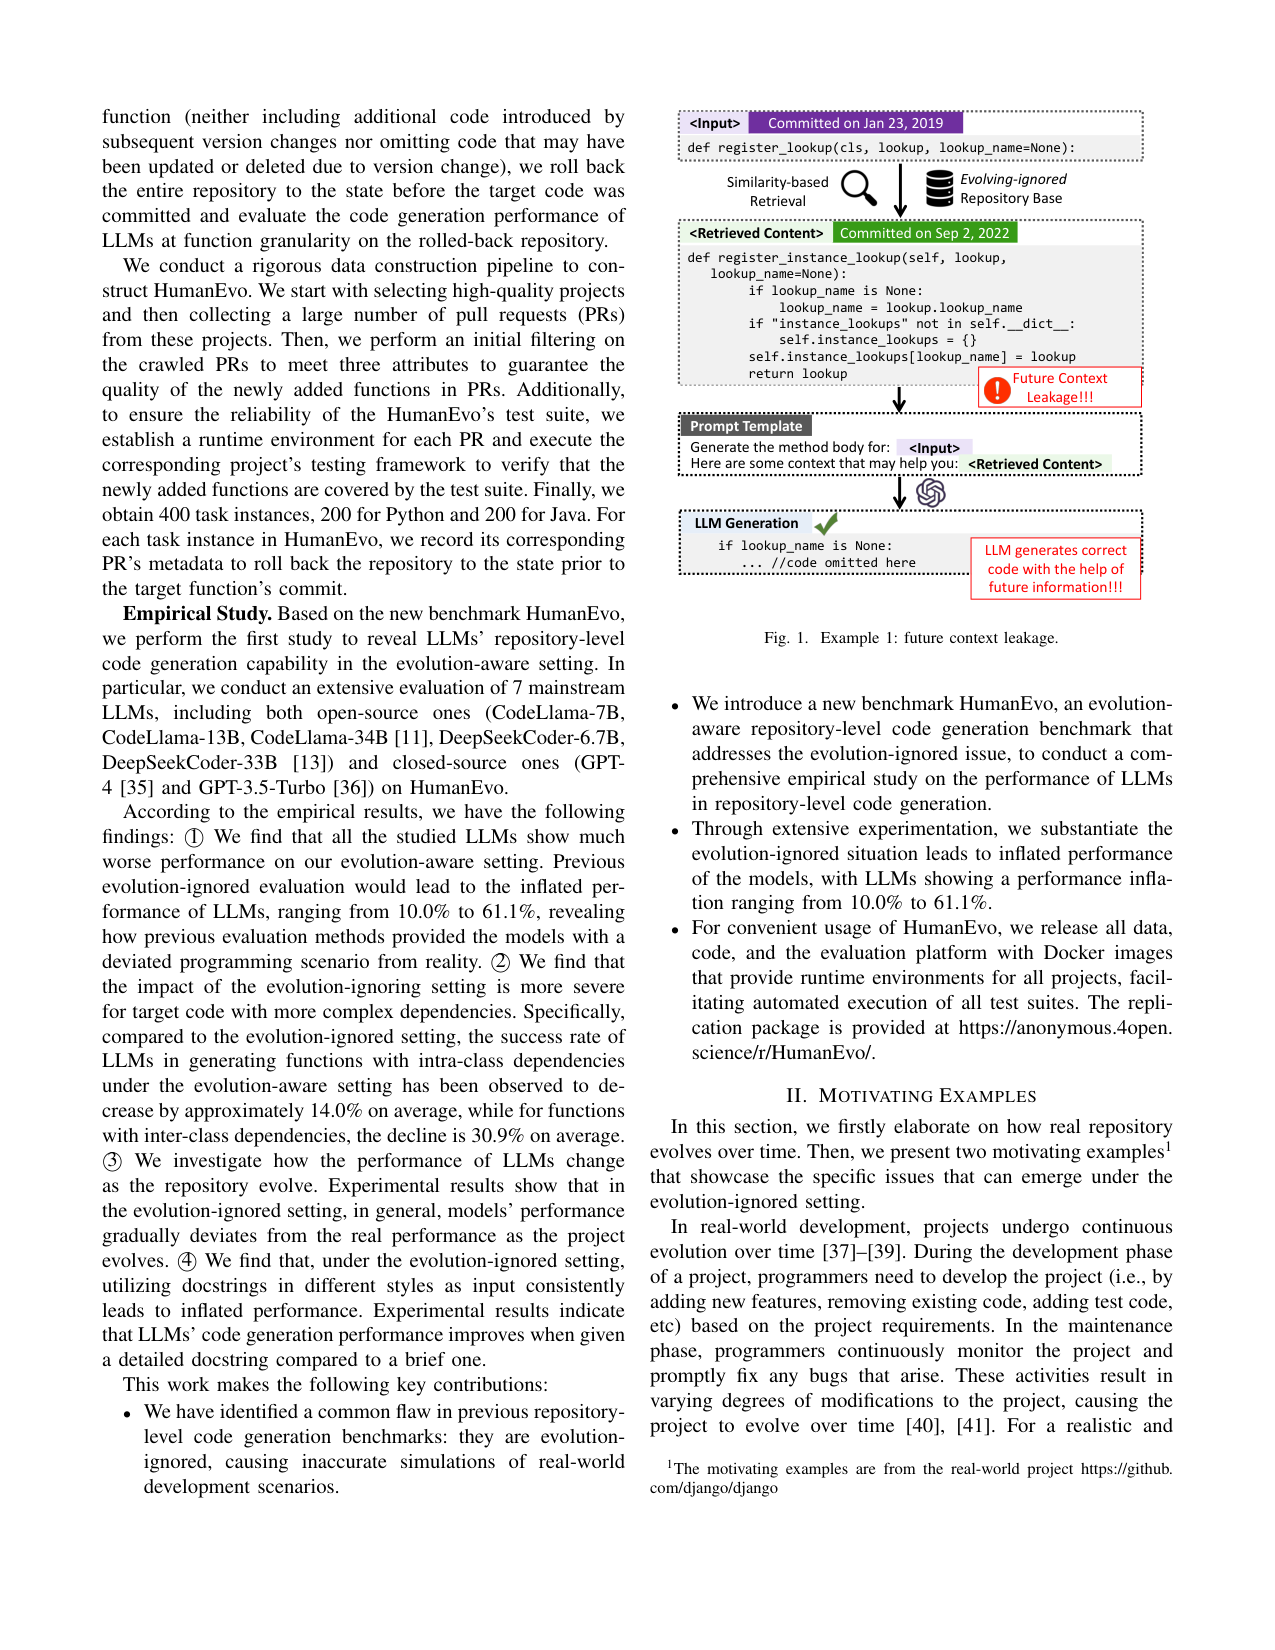 function (neither including additional code introduced by
subsequent version changes nor omitting code that may have
been updated or deleted due to version change), we roll back
the entire repository to the state before the target code was
committed and evaluate the code generation performance of
LLMs at function granularity on the rolled-back repository.
We conduct a rigorous data construction pipeline to con-
struct HumanEvo. We start with selecting high-quality projects
and then collecting a large number of pull requests (PRs)
from these projects. Then, we perform an initial filtering on
the crawled PRs to meet three attributes to guarantee the
quality of the newly added functions in PRs. Additionally,
to ensure the reliability of the HumanEvo's test suite, we
establish a runtime environment for each PR and execute the
corresponding project's testing framework to verify that the
newly added functions are covered by the test suite. Finally, we
obtain 400 task instances, 200 for Python and 200 for Java. For
each task instance in HumanEvo, we record its corresponding
PR's metadata to roll back the repository to the state prior to
the target function's commit.
Empirical Study. Based on the new benchmark HumanEvo,
we perform the first study to reveal LLMs' repository-level
code generation capability in the evolution-aware setting. In
particular, we conduct an extensive evaluation of 7 mainstream
LLMs, including both open-source ones (CodeLlama-7B,
CodeLlama-13B, CodeLlama-34B [11], DeepSeekCoder-6.7B,
DeepSeekCoder-33B [13]) and closed-source ones (GPT-
4 [35] and GPT-3.5-Turbo [36]) on HumanEvo.
According to the empirical results, we have the following
findings: ① We find that all the studied LLMs show much
worse performance on our evolution-aware setting. Previous
evolution-ignored evaluation would lead to the inflated per-
formance of LLMs, ranging from 10.0% to 61.1%, revealing
how previous evaluation methods provided the models with a
deviated programming scenario from reality. ② We find that
the impact of the evolution-ignoring setting is more severe
for target code with more complex dependencies. Specifically,
compared to the evolution-ignored setting, the success rate of
LLMs in generating functions with intra-class dependencies
under the evolution-aware setting has been observed to de-
crease by approximately 14.0% on average, while for functions
with inter-class dependencies, the decline is 30.9% on average.
③ We investigate how the performance of LLMs change
as the repository evolve. Experimental results show that in
the evolution-ignored setting, in general, models' performance
gradually deviates from the real performance as the project
evolves. ④ We find that, under the evolution-ignored setting,
utilizing docstrings in different styles as input consistently
leads to inflated performance. Experimental results indicate
that LLMs' code generation performance improves when given
a detailed docstring compared to a brief one.
This work makes the following key contributions:
• We have identified a common flaw in previous repository-
level code generation benchmarks: they are evolution-
ignored, causing inaccurate simulations of real-world
development scenarios.
<Input> Committed on Jan 23, 2019
def register_lookup(cls, lookup, lookup_name=None):
Similarity-based
Retrieval
Evolving-ignored
Repository Base
<Retrieved Content> Committed on Sep 2, 2022
def register_instance_lookup(self, lookup,
lookup_name=None):
if lookup_name is None:
lookup_name = lookup.lookup_name
if "instance_lookups" not in self.__dict__:
self.instance_lookups = {}
self.instance_lookups[lookup_name] = lookup
return lookup
Future Context
Leakage!!!
Prompt Template
Generate the method body for: <Input>
Here are some context that may help you: <Retrieved Content>
LLM Generation
if lookup_name is None:
... //code omitted here
LLM generates correct
code with the help of
future information!!!
Fig. 1. Example 1: future context leakage.
• We introduce a new benchmark HumanEvo, an evolution-
aware repository-level code generation benchmark that
addresses the evolution-ignored issue, to conduct a com-
prehensive empirical study on the performance of LLMs
in repository-level code generation.
• Through extensive experimentation, we substantiate the
evolution-ignored situation leads to inflated performance
of the models, with LLMs showing a performance infla-
tion ranging from 10.0% to 61.1%.
• For convenient usage of HumanEvo, we release all data,
code, and the evaluation platform with Docker images
that provide runtime environments for all projects, facil-
itating automated execution of all test suites. The repli-
cation package is provided at https://anonymous.4open.
science/r/HumanEvo/.
II. MOTIVATING EXAMPLES
In this section, we firstly elaborate on how real repository
evolves over time. Then, we present two motivating examples1
that showcase the specific issues that can emerge under the
evolution-ignored setting.
In real-world development, projects undergo continuous
evolution over time [37]–[39]. During the development phase
of a project, programmers need to develop the project (i.e., by
adding new features, removing existing code, adding test code,
etc) based on the project requirements. In the maintenance
phase, programmers continuously monitor the project and
promptly fix any bugs that arise. These activities result in
varying degrees of modifications to the project, causing the
project to evolve over time [40], [41]. For a realistic and
1The motivating examples are from the real-world project https://github.
com/django/django